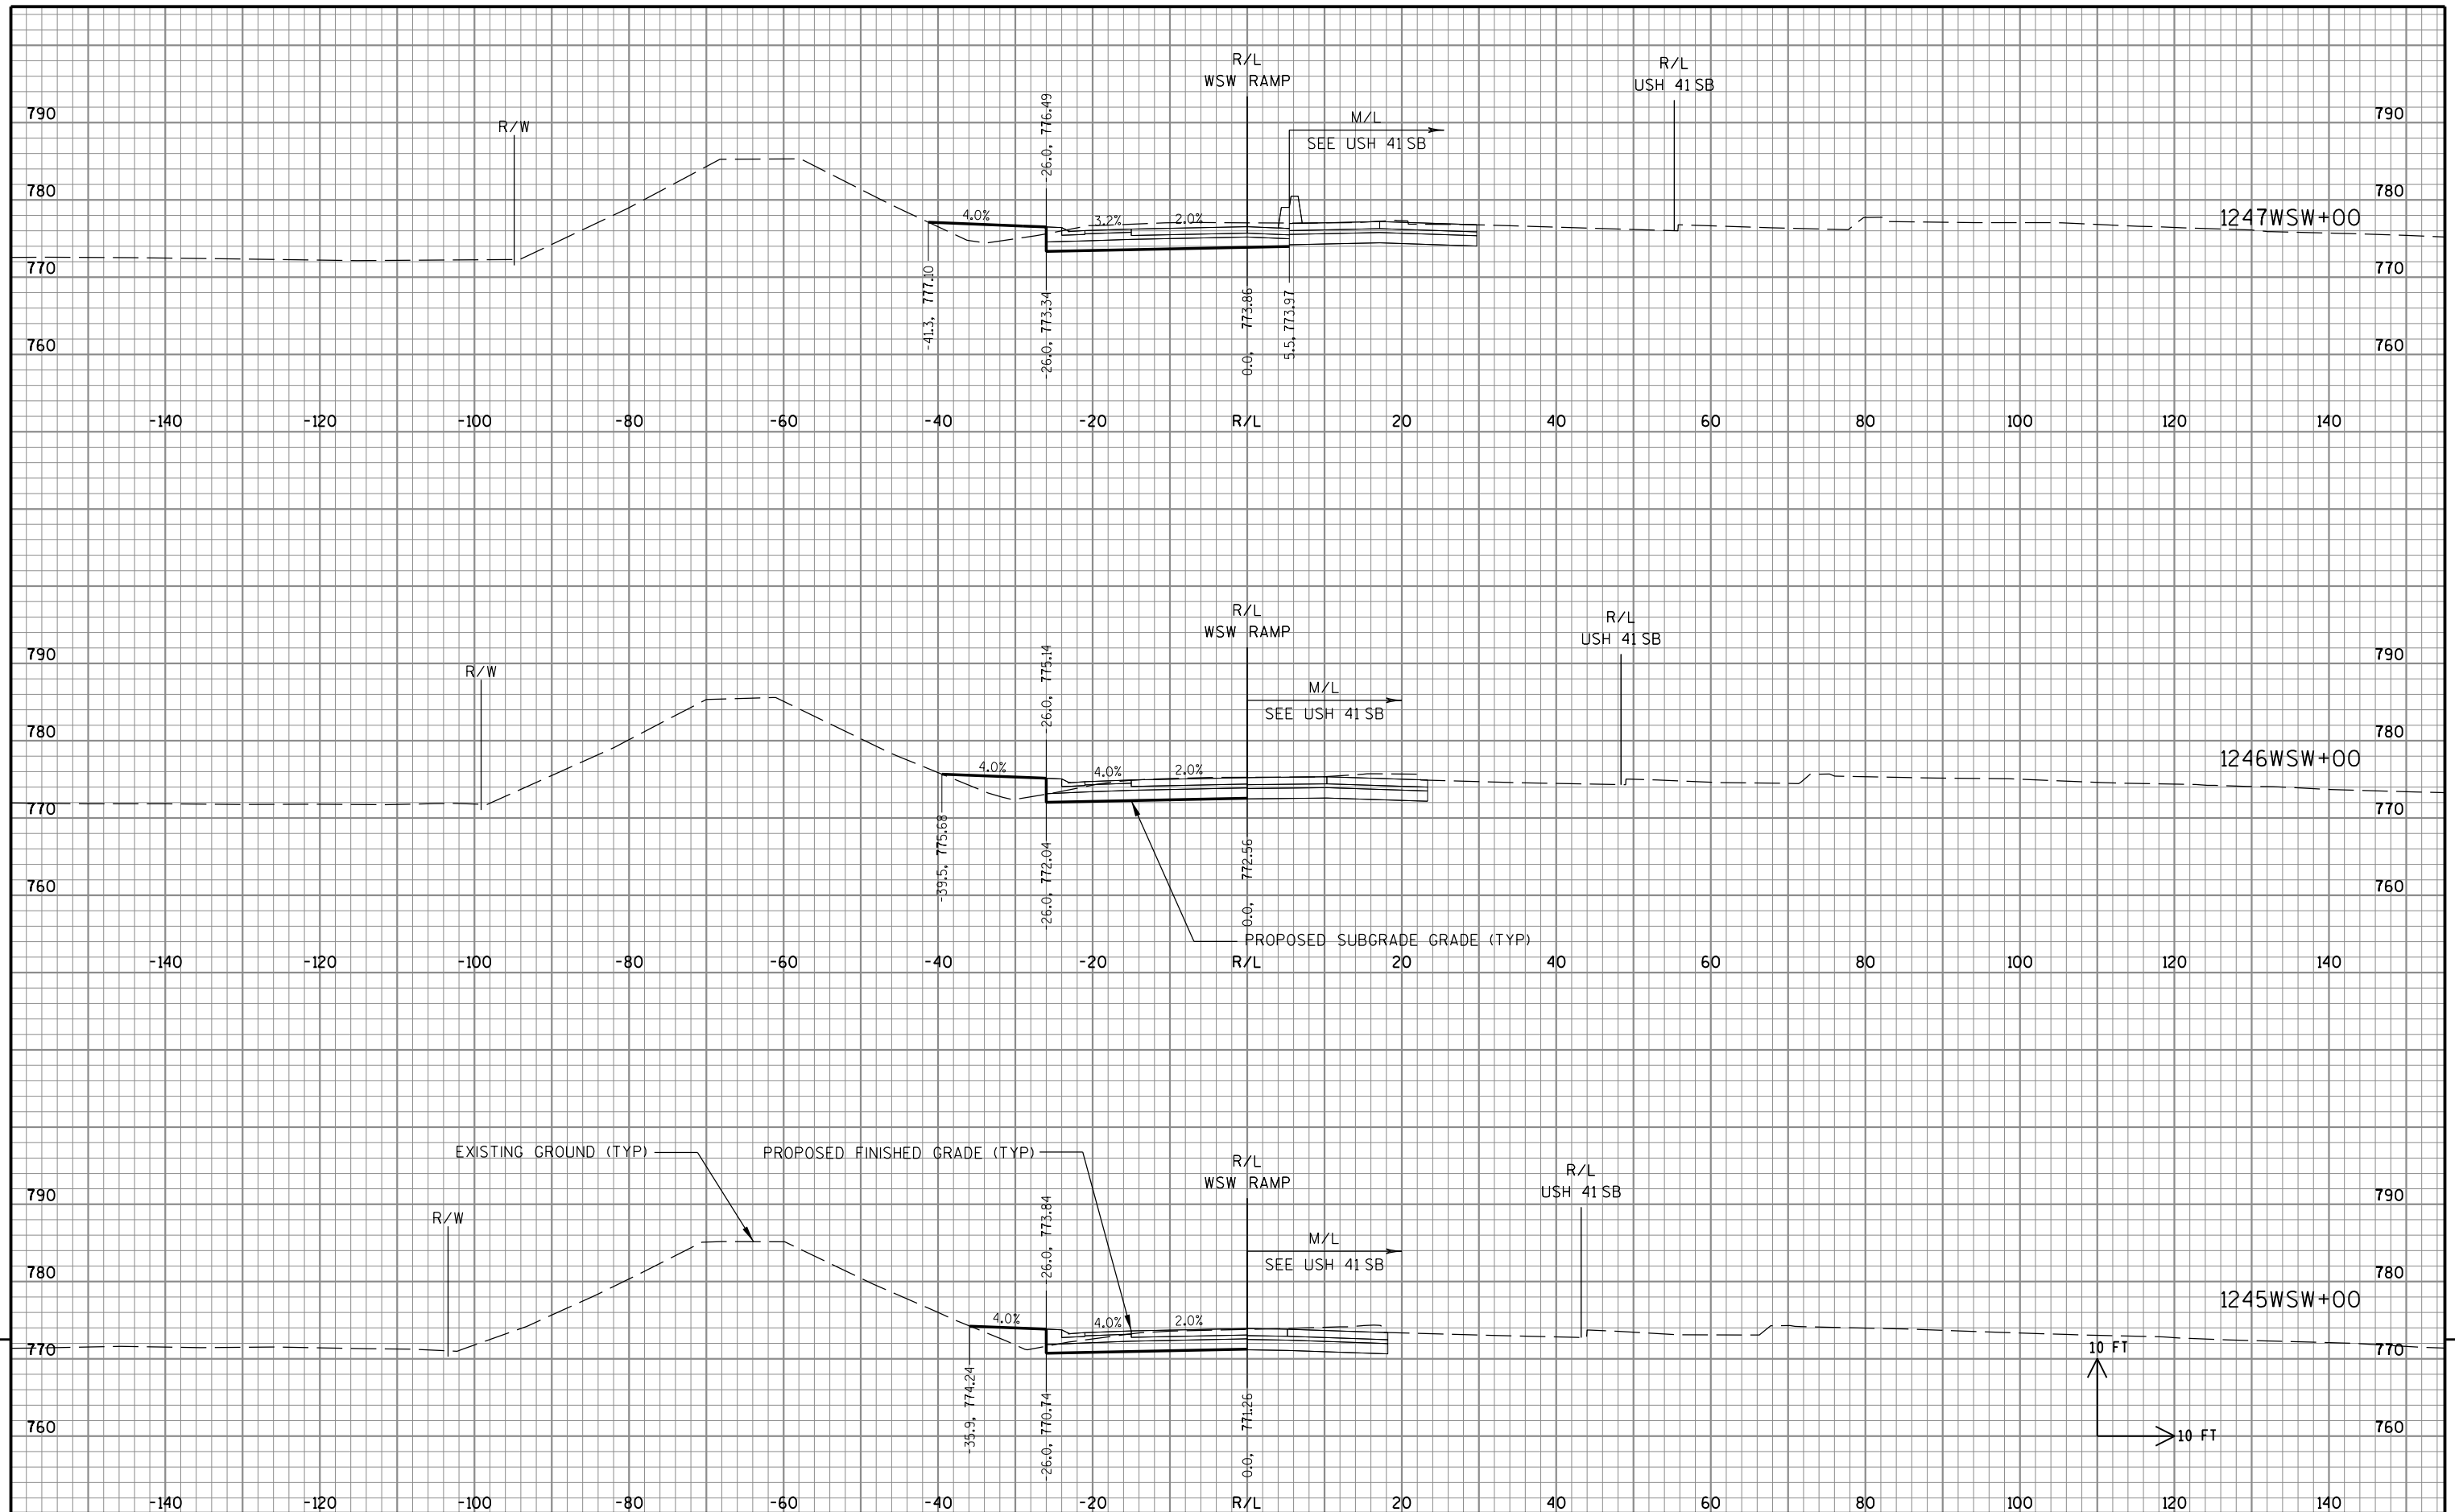 R/L
WSW RAMP
R/L
USH 41 SB
790
R/W
-26.0, 776.49
M/L
SEE USH 41 SB
790
780
4.0%
3.2%
2.0%
780
1247WSW+00
770
770
-41.3, 777.10
-26.0, 773.34
0.0, 773.86
5.5, 773.97
760
760
-140 -120 -100 -80 -60 -40 -20 R/L 20 40 60 80 100 120 140
R/L
WSW RAMP
R/L
USH 41 SB
790
R/W
-26.0, 775.14
M/L
SEE USH 41 SB
790
780
780
1246WSW+00
4.0%
4.0%
2.0%
770
770
-39.5, 775.68
-26.0, 772.04
0.0, 772.56
760
760
PROPOSED SUBGRADE GRADE (TYP)
-140 -120 -100 -80 -60 -40 -20 R/L 20 40 60 80 100 120 140
EXISTING GROUND (TYP)
PROPOSED FINISHED GRADE (TYP)
R/L
WSW RAMP
R/L
USH 41 SB
790
R/W
-26.0, 773.84
M/L
SEE USH 41 SB
790
780
780
1245WSW+00
4.0%
4.0%
2.0%
770
770
10 FT
-35.9, 774.24
-26.0, 770.74
0.0, 771.26
760
10 FT
760
-140 -120 -100 -80 -60 -40 -20 R/L 20 40 60 80 100 120 140